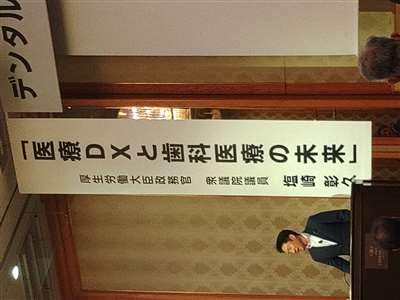 デンタル
「医療DXと歯科医療の未来」
厚生労働大臣政務官　衆議院議員　塩崎 彰久